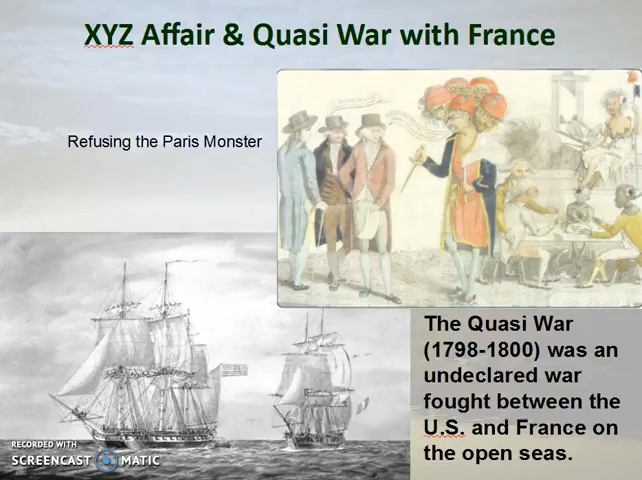 XYZ Affair & Quasi War with France
Refusing the Paris Monster
The Quasi War
(1798-1800) was an
undeclared war
fought between the
U.S. and France on
the open seas.
RECORDED WITH
SCREENCAST MATIC